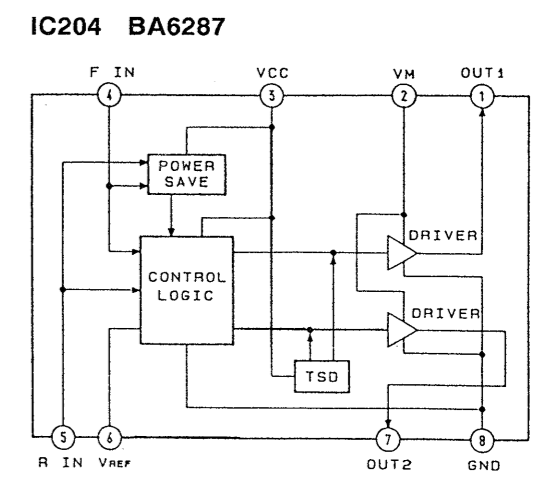 IC204 BA6287
F IN VCC VM OUT1
4 3 2 1
POWER
SAVE
DRIVER
CONTROL
LOGIC
DRIVER
TSD
5 6 7 8
R IN VREF OUT2 GND